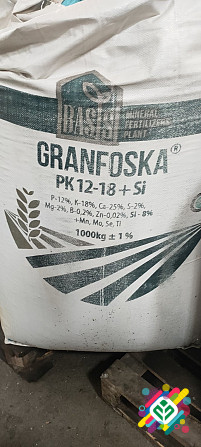 BASIS
MINERAL
FERTILIZERS
PLANT
GRANFOSKA®
PK 12-18 + Si
P-12%, K-18%, Ca-25%, S-2%,
Mg-2%, B-0,2%, Zn-0,02%, Si - 8%
+Mn, Mo, Se, Ti
1000kg ± 1 %